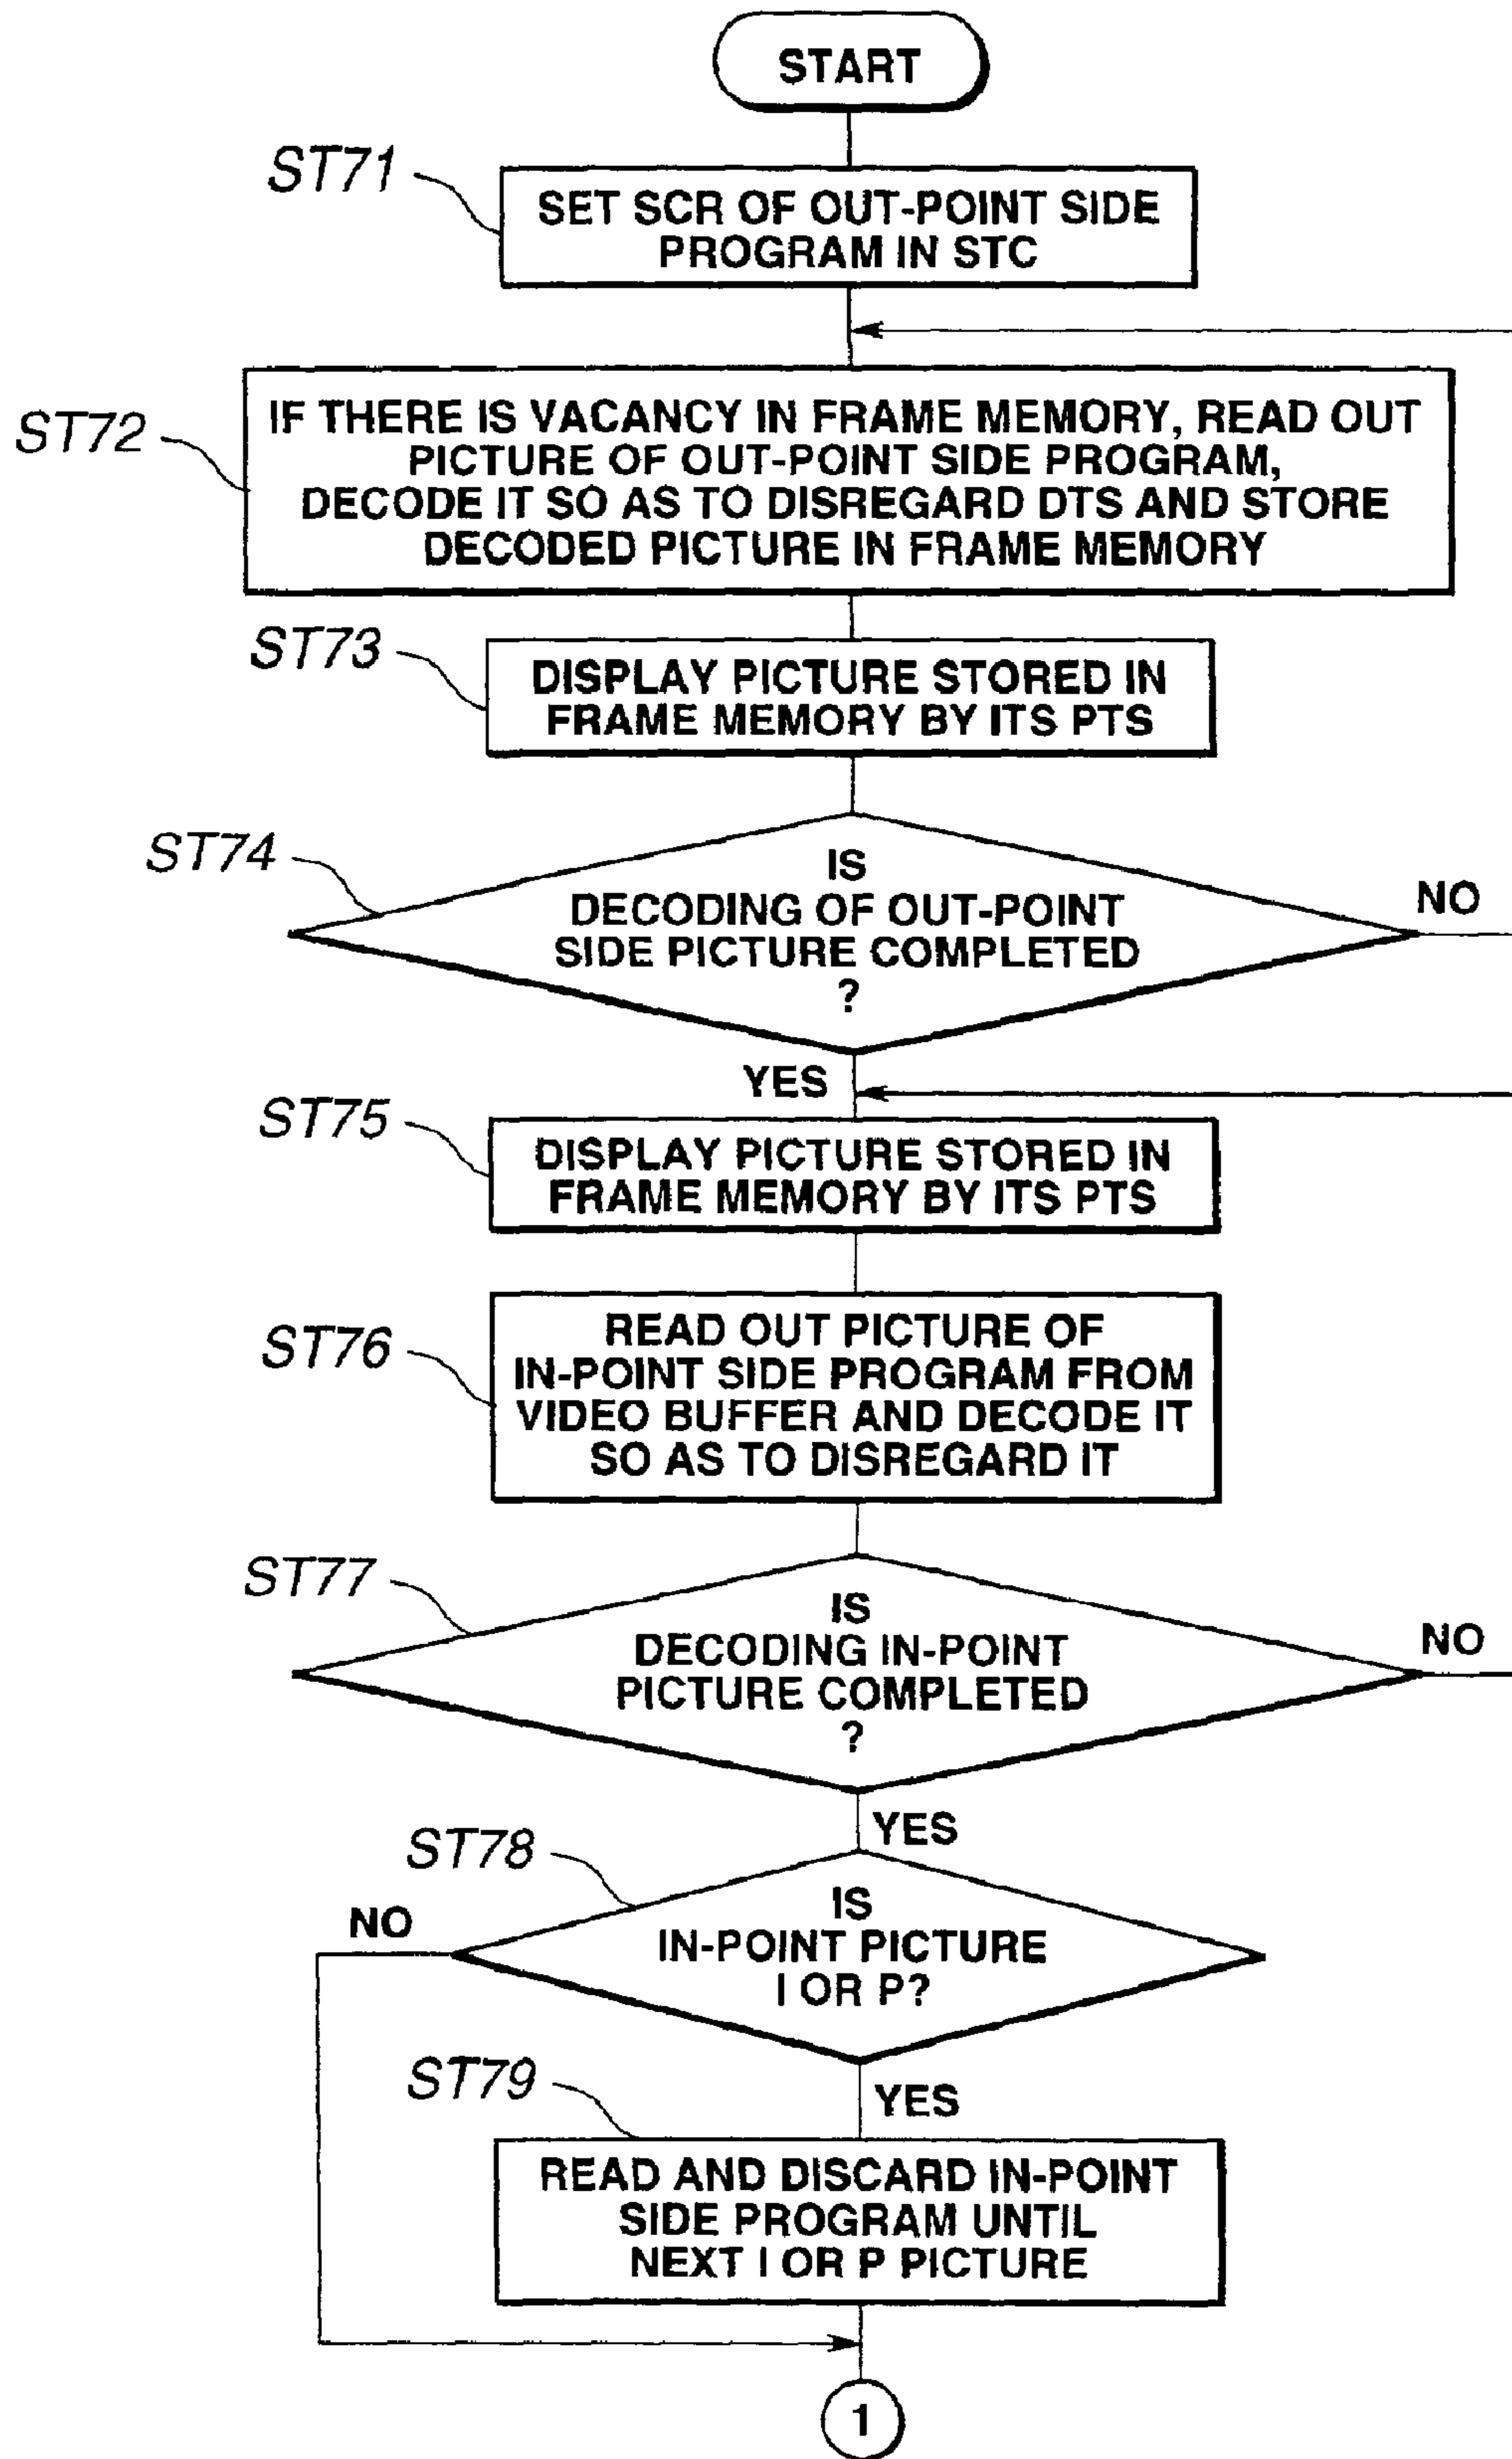 START
ST71
SET SCR OF OUT-POINT SIDE
PROGRAM IN STC
ST72
IF THERE IS VACANCY IN FRAME MEMORY, READ OUT
PICTURE OF OUT-POINT SIDE PROGRAM,
DECODE IT SO AS TO DISREGARD DTS AND STORE
DECODED PICTURE IN FRAME MEMORY
ST73
DISPLAY PICTURE STORED IN
FRAME MEMORY BY ITS PTS
ST74
IS
DECODING OF OUT-POINT
SIDE PICTURE COMPLETED
?
NO
YES
ST75
DISPLAY PICTURE STORED IN
FRAME MEMORY BY ITS PTS
ST76
READ OUT PICTURE OF
IN-POINT SIDE PROGRAM FROM
VIDEO BUFFER AND DECODE IT
SO AS TO DISREGARD IT
ST77
IS
DECODING IN-POINT
PICTURE COMPLETED
?
NO
YES
ST78
IS
IN-POINT PICTURE
I OR P?
NO
YES
ST79
READ AND DISCARD IN-POINT
SIDE PROGRAM UNTIL
NEXT I OR P PICTURE
1